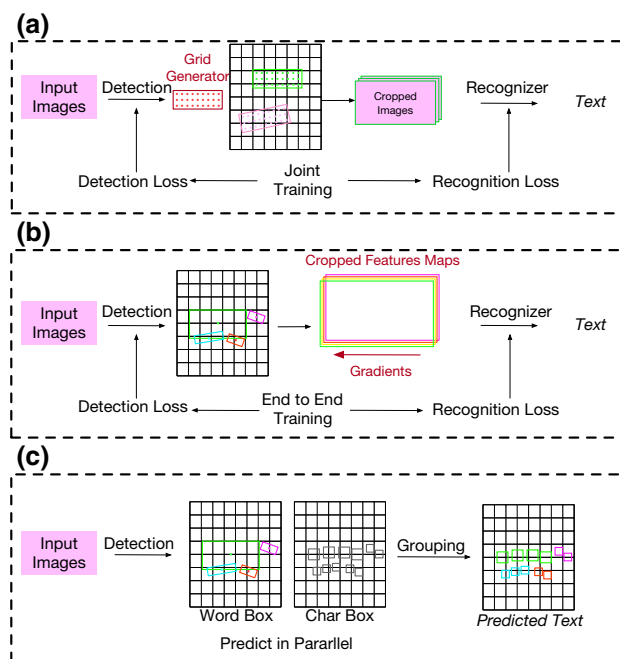 (a)
Grid
Generator
Input
Images
Detection
Cropped
Images
Recognizer
Text
Detection Loss
Joint
Training
Recognition Loss
(b)
Cropped Features Maps
Input
Images
Detection
Recognizer
Text
Gradients
Detection Loss
End to End
Training
Recognition Loss
(c)
Input
Images
Detection
Grouping
Word Box
Char Box
Predicted Text
Predict in Pararllel